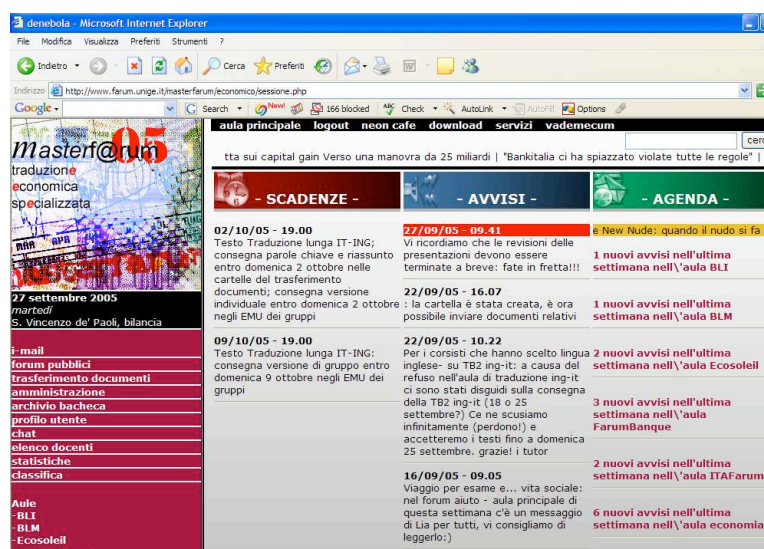 denebola - Microsoft Internet Explorer
File Modifica Visualizza Preferiti Strumenti ?
Indietro Cerca Preferiti
Indirizzo http://www.farum.unige.it/masterfarum/economico/sessione.php
Google Search New! 166 blocked Check AutoLink AutoFill Options
aula principale logout neon cafe download servizi vademecum
cerc
tta sui capital gain Verso una manovra da 25 miliardi | "Bankitalia ci ha spiazzato violate tutte le regole" |
05
masterf@rum
traduzione
economica
specializzata
MAR APR
27 settembre 2005
martedí
S. Vincenzo de' Paoli, bilancia
i-mail
forum pubblici
trasferimento documenti
amministrazione
archivio bacheca
profilo utente
chat
elenco docenti
statistiche
classifica
Aule
-BLI
-BLM
-Ecosoleil
- SCADENZE -
02/10/05 - 19.00
Testo Traduzione lunga IT-ING;
consegna parole chiave e riassunto
entro domenica 2 ottobre nelle
cartelle del trasferimento
documenti; consegna versione
individuale entro domenica 2 ottobre
negli EMU dei gruppi
09/10/05 - 19.00
Testo Traduzione lunga IT-ING:
consegna versione di gruppo entro
domenica 9 ottobre negli EMU dei
gruppi
- AVVISI -
27/09/05 - 09.41
Vi ricordiamo che le revisioni delle
presentazioni devono essere
terminate a breve: fate in fretta!!!
22/09/05 - 16.07
: la cartella è stata creata, è ora
possibile inviare documenti relativi
22/09/05 - 10.22
Per i corsisti che hanno scelto lingua
inglese- su TB2 ing-it: a causa del
refuso nell'aula di traduzione ing-it
ci sono stati disguidi sulla consegna
della TB2 ing-it (18 o 25
settembre?) Ce ne scusiamo
infinitamente (perdono!) e
accetteremo i testi fino a domenica
25 settembre. grazie! i tutor
16/09/05 - 09.05
Viaggio per esame e... vita sociale:
nel forum aiuto - aula principale di
questa settimana c'è un messaggio
di Lia per tutti, vi consigliamo di
leggerlo:)
- AGENDA -
e New Nude: quando il nudo si fa
1 nuovi avvisi nell'ultima
settimana nell\'aula BLI
1 nuovi avvisi nell'ultima
settimana nell\'aula BLM
2 nuovi avvisi nell'ultima
settimana nell\'aula Ecosoleil
3 nuovi avvisi nell'ultima
settimana nell\'aula
FarumBanque
2 nuovi avvisi nell'ultima
settimana nell\'aula ITAFarum
6 nuovi avvisi nell'ultima
settimana nell\'aula economia